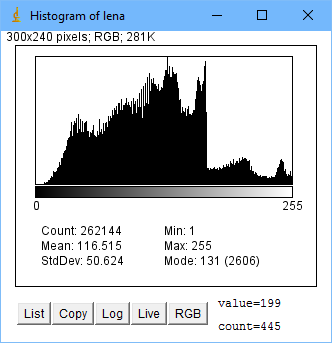 Histogram of lena
300x240 pixels; RGB; 281K
0 255
Count: 262144 Min: 1
Mean: 116.515 Max: 255
StdDev: 50.624 Mode: 131 (2606)
List Copy Log Live RGB
value=199
count=445